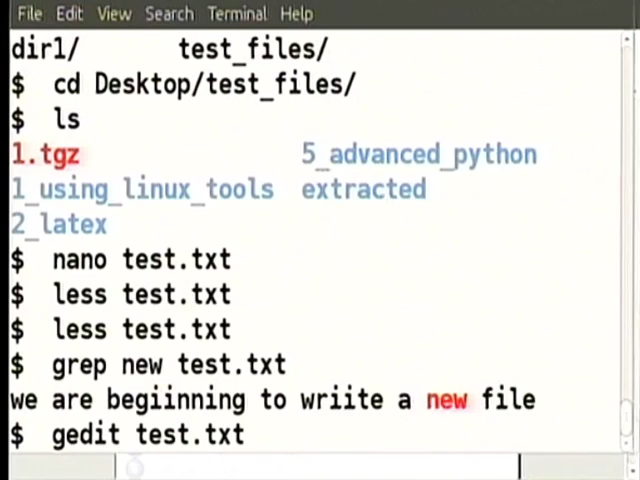 File Edit View Search Terminal Help
dir1/ test_files/
$ cd Desktop/test_files/
$ ls
1.tgz 5_advanced_python
1_using_linux_tools extracted
2_latex
$ nano test.txt
$ less test.txt
$ less test.txt
$ grep new test.txt
we are begiinning to wriite a new file
$ gedit test.txt